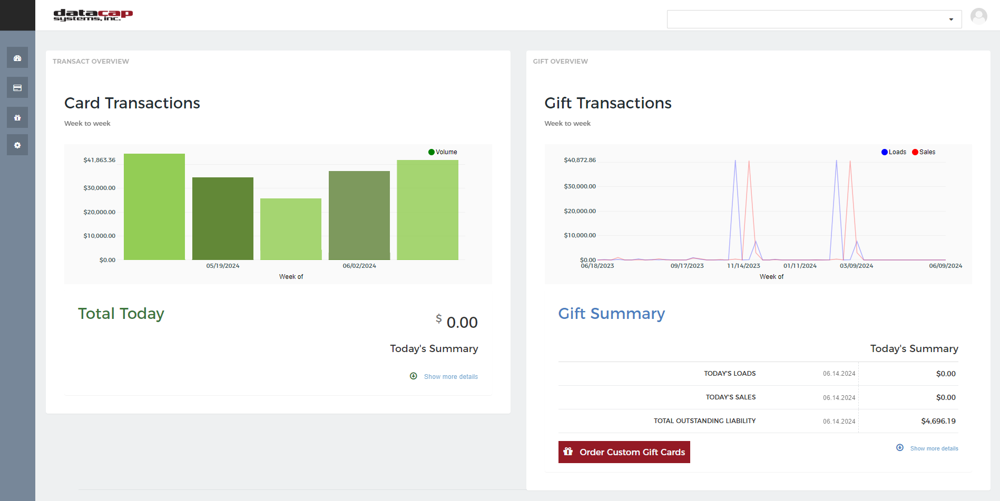 datacap
systems, inc.
TRANSACT OVERVIEW
Card Transactions
Week to week
Volume
$41,863.36
$30,000.00
$20,000.00
$10,000.00
$0.00
05/19/2024
06/02/2024
Week of
Total Today
$ 0.00
Today's Summary
Show more details
GIFT OVERVIEW
Gift Transactions
Week to week
Loads Sales
$40,872.86
$30,000.00
$20,000.00
$10,000.00
$0.00
06/18/2023 09/17/2023 11/14/2023 01/11/2024 03/09/2024 06/09/2024
Week of
Gift Summary
Today's Summary
TODAY'S LOADS 06.14.2024 $0.00
TODAY'S SALES 06.14.2024 $0.00
TOTAL OUTSTANDING LIABILITY 06.14.2024 $4,696.19
Order Custom Gift Cards
Show more details